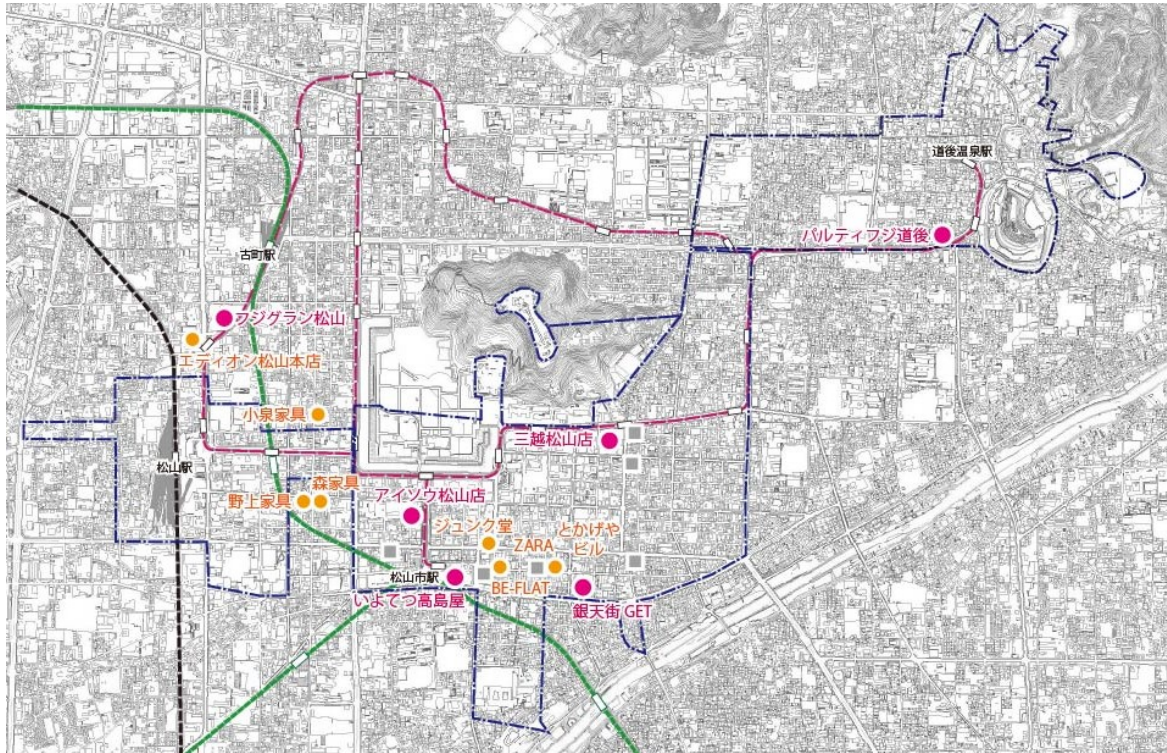 道後温泉駅
パルティフジ道後
古町駅
フジグラン松山
エディオン松山本店
小泉家具
三越松山店
松山駅
森家具
野上家具
アイソウ松山店
ジュンク堂
とかげや
ビル
ZARA
BE-FLAT
松山市駅
いよてつ高島屋
銀天街 GET